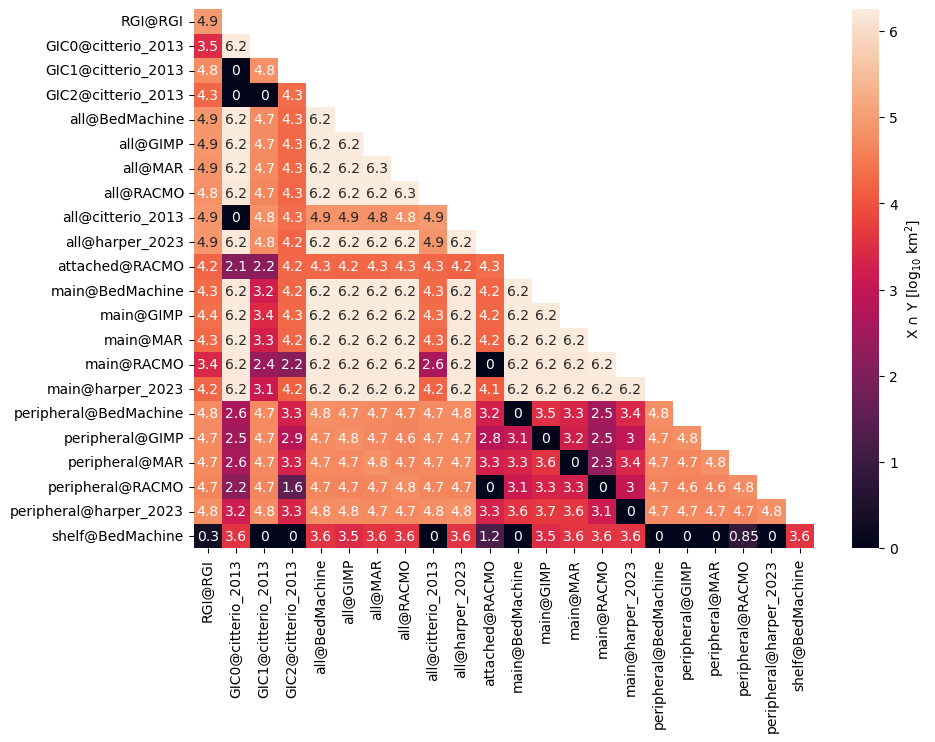 RGI@RGI 4.9
GIC0@citterio_2013 3.5 6.2
GIC1@citterio_2013 4.8 0 4.8
GIC2@citterio_2013 4.3 0 0 4.3
all@BedMachine 4.9 6.2 4.7 4.3 6.2
all@GIMP 4.9 6.2 4.7 4.3 6.2 6.2
all@MAR 4.9 6.2 4.7 4.3 6.2 6.2 6.3
all@RACMO 4.8 6.2 4.7 4.3 6.2 6.2 6.2 6.3
all@citterio_2013 4.9 0 4.8 4.3 4.9 4.9 4.8 4.8 4.9
all@harper_2023 4.9 6.2 4.8 4.2 6.2 6.2 6.2 6.2 4.9 6.2
attached@RACMO 4.2 2.1 2.2 4.2 4.3 4.2 4.3 4.3 4.3 4.2 4.3
main@BedMachine 4.3 6.2 3.2 4.2 6.2 6.2 6.2 6.2 4.3 6.2 4.2 6.2
main@GIMP 4.4 6.2 3.4 4.3 6.2 6.2 6.2 6.2 4.3 6.2 4.2 6.2 6.2
main@MAR 4.3 6.2 3.3 4.2 6.2 6.2 6.2 6.2 4.3 6.2 4.2 6.2 6.2 6.2
main@RACMO 3.4 6.2 2.4 2.2 6.2 6.2 6.2 6.2 2.6 6.2 0 6.2 6.2 6.2 6.2
main@harper_2023 4.2 6.2 3.1 4.2 6.2 6.2 6.2 6.2 4.2 6.2 4.1 6.2 6.2 6.2 6.2 6.2
peripheral@BedMachine 4.8 2.6 4.7 3.3 4.8 4.7 4.7 4.7 4.7 4.8 3.2 0 3.5 3.3 2.5 3.4 4.8
peripheral@GIMP 4.7 2.5 4.7 2.9 4.7 4.8 4.7 4.6 4.7 4.7 2.8 3.1 0 3.2 2.5 3 4.7 4.8
peripheral@MAR 4.7 2.6 4.7 3.3 4.7 4.7 4.8 4.7 4.7 4.7 3.3 3.3 3.6 0 2.3 3.4 4.7 4.7 4.8
peripheral@RACMO 4.7 2.2 4.7 1.6 4.7 4.7 4.7 4.8 4.7 4.7 0 3.1 3.3 3.3 0 3 4.7 4.6 4.6 4.8
peripheral@harper_2023 4.8 3.2 4.8 3.3 4.8 4.8 4.7 4.7 4.8 4.8 3.3 3.6 3.7 3.6 3.1 0 4.7 4.7 4.7 4.7 4.8
shelf@BedMachine 0.3 3.6 0 0 3.6 3.5 3.6 3.6 0 3.6 1.2 0 3.5 3.6 3.6 3.6 0 0 0 0.85 0 3.6
RGI@RGI
GIC0@citterio_2013
GIC1@citterio_2013
GIC2@citterio_2013
all@BedMachine
all@GIMP
all@MAR
all@RACMO
all@citterio_2013
all@harper_2023
attached@RACMO
main@BedMachine
main@GIMP
main@MAR
main@RACMO
main@harper_2023
peripheral@BedMachine
peripheral@GIMP
peripheral@MAR
peripheral@RACMO
peripheral@harper_2023
shelf@BedMachine
6
5
4
3
2
1
0
X ∩ Y [log₁₀ km²]